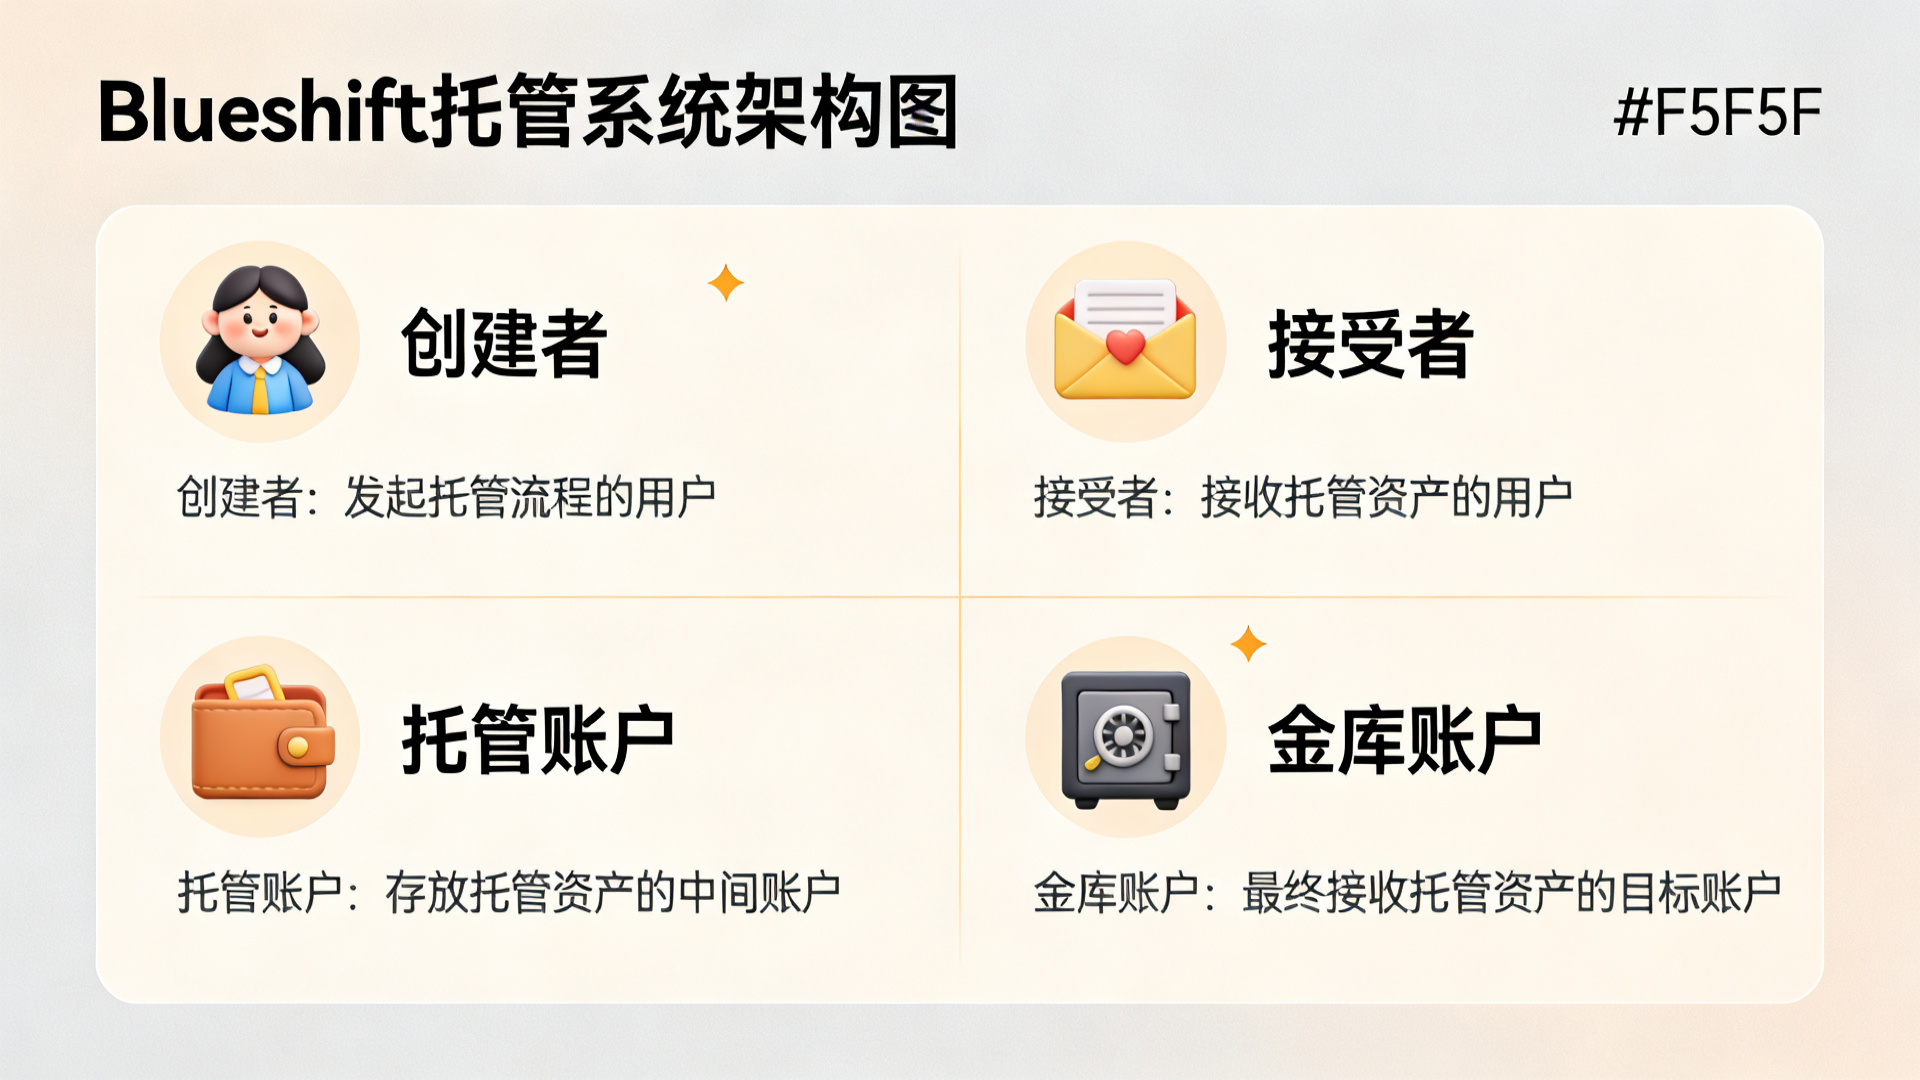 Blueshift托管系统架构图
#F5F5F
创建者
创建者：发起托管流程的用户
接受者
接受者：接收托管资产的用户
托管账户
托管账户：存放托管资产的中间账户
金库账户
金库账户：最终接收托管资产的目标账户